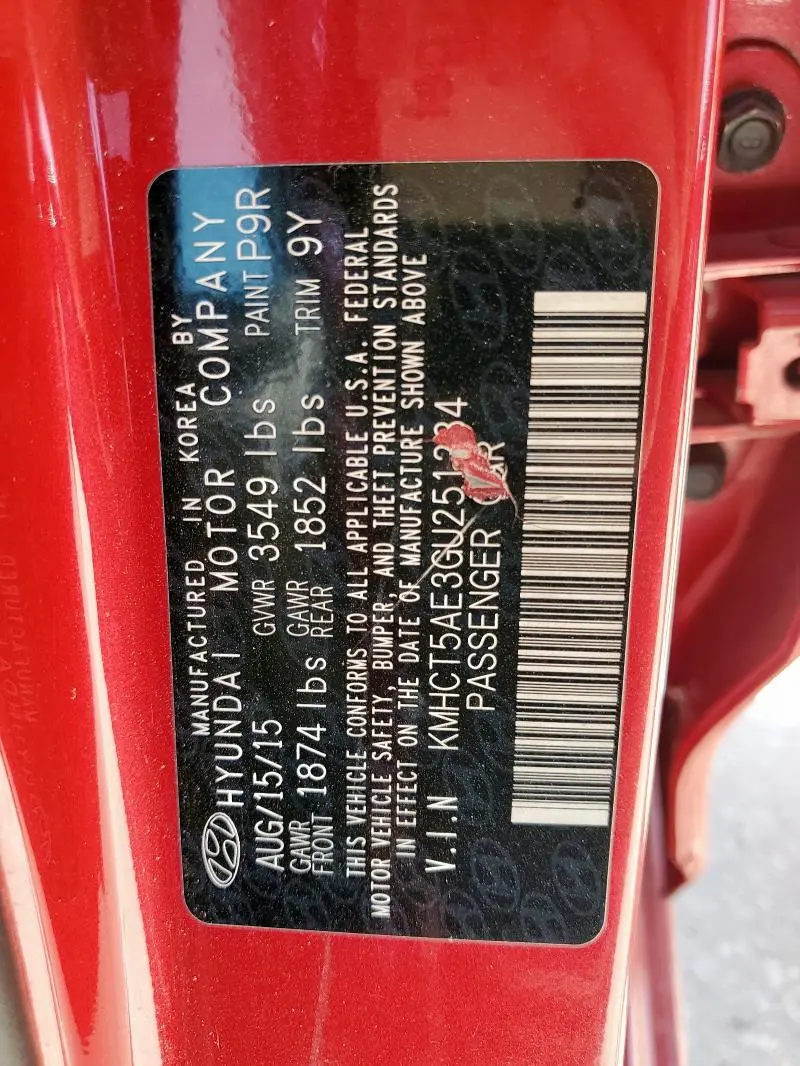 MANUFACTURED IN KOREA BY
HYUNDAI MOTOR COMPANY
AUG/15/15 GVWR 3549 lbs PAINT P9R
GAWR FRONT 1874 lbs GAWR REAR 1852 lbs TRIM 9Y
THIS VEHICLE CONFORMS TO ALL APPLICABLE U.S.A. FEDERAL
MOTOR VEHICLE SAFETY, BUMPER, AND THEFT PREVENTION STANDARDS
IN EFFECT ON THE DATE OF MANUFACTURE SHOWN ABOVE
V.I.N
PASSENGER